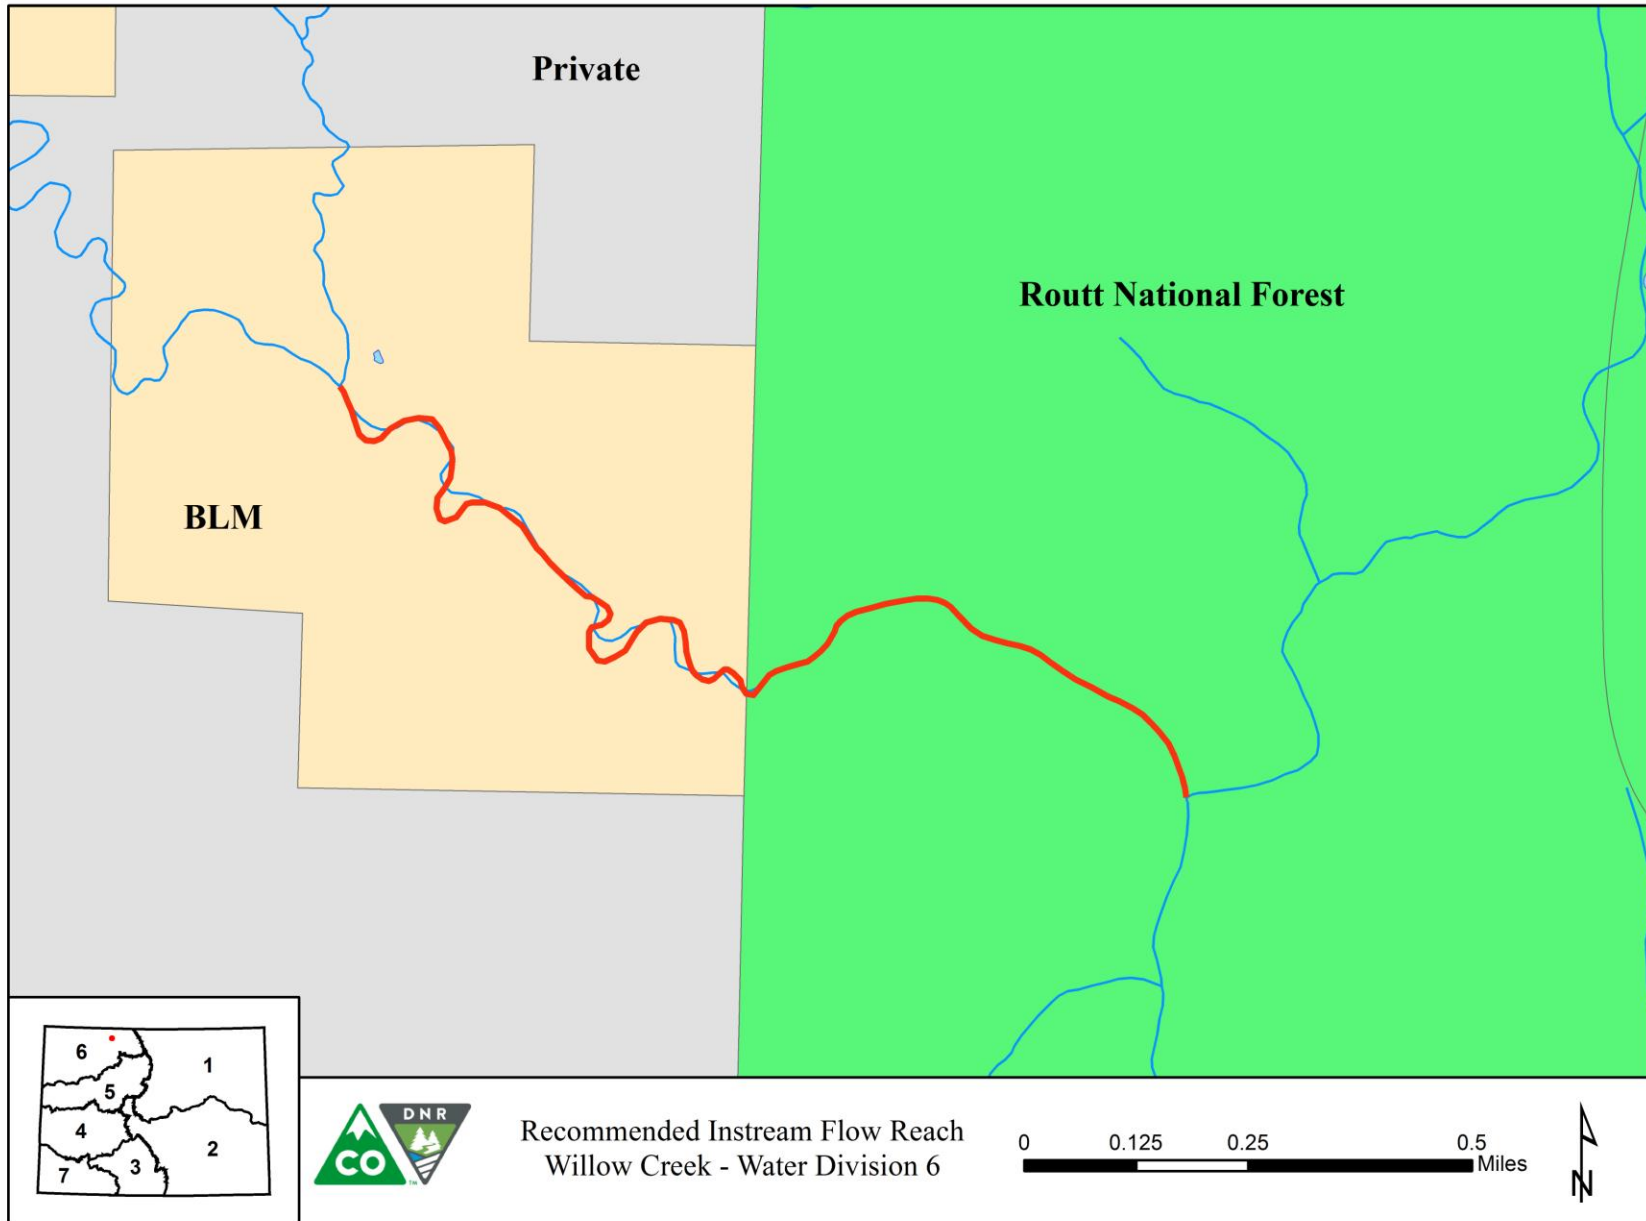 Private
Routt National Forest
BLM
6
1
5
4
2
3
7
DNR
CO
TM
Recommended Instream Flow Reach
Willow Creek - Water Division 6
0 0.125 0.25 0.5
Miles
N